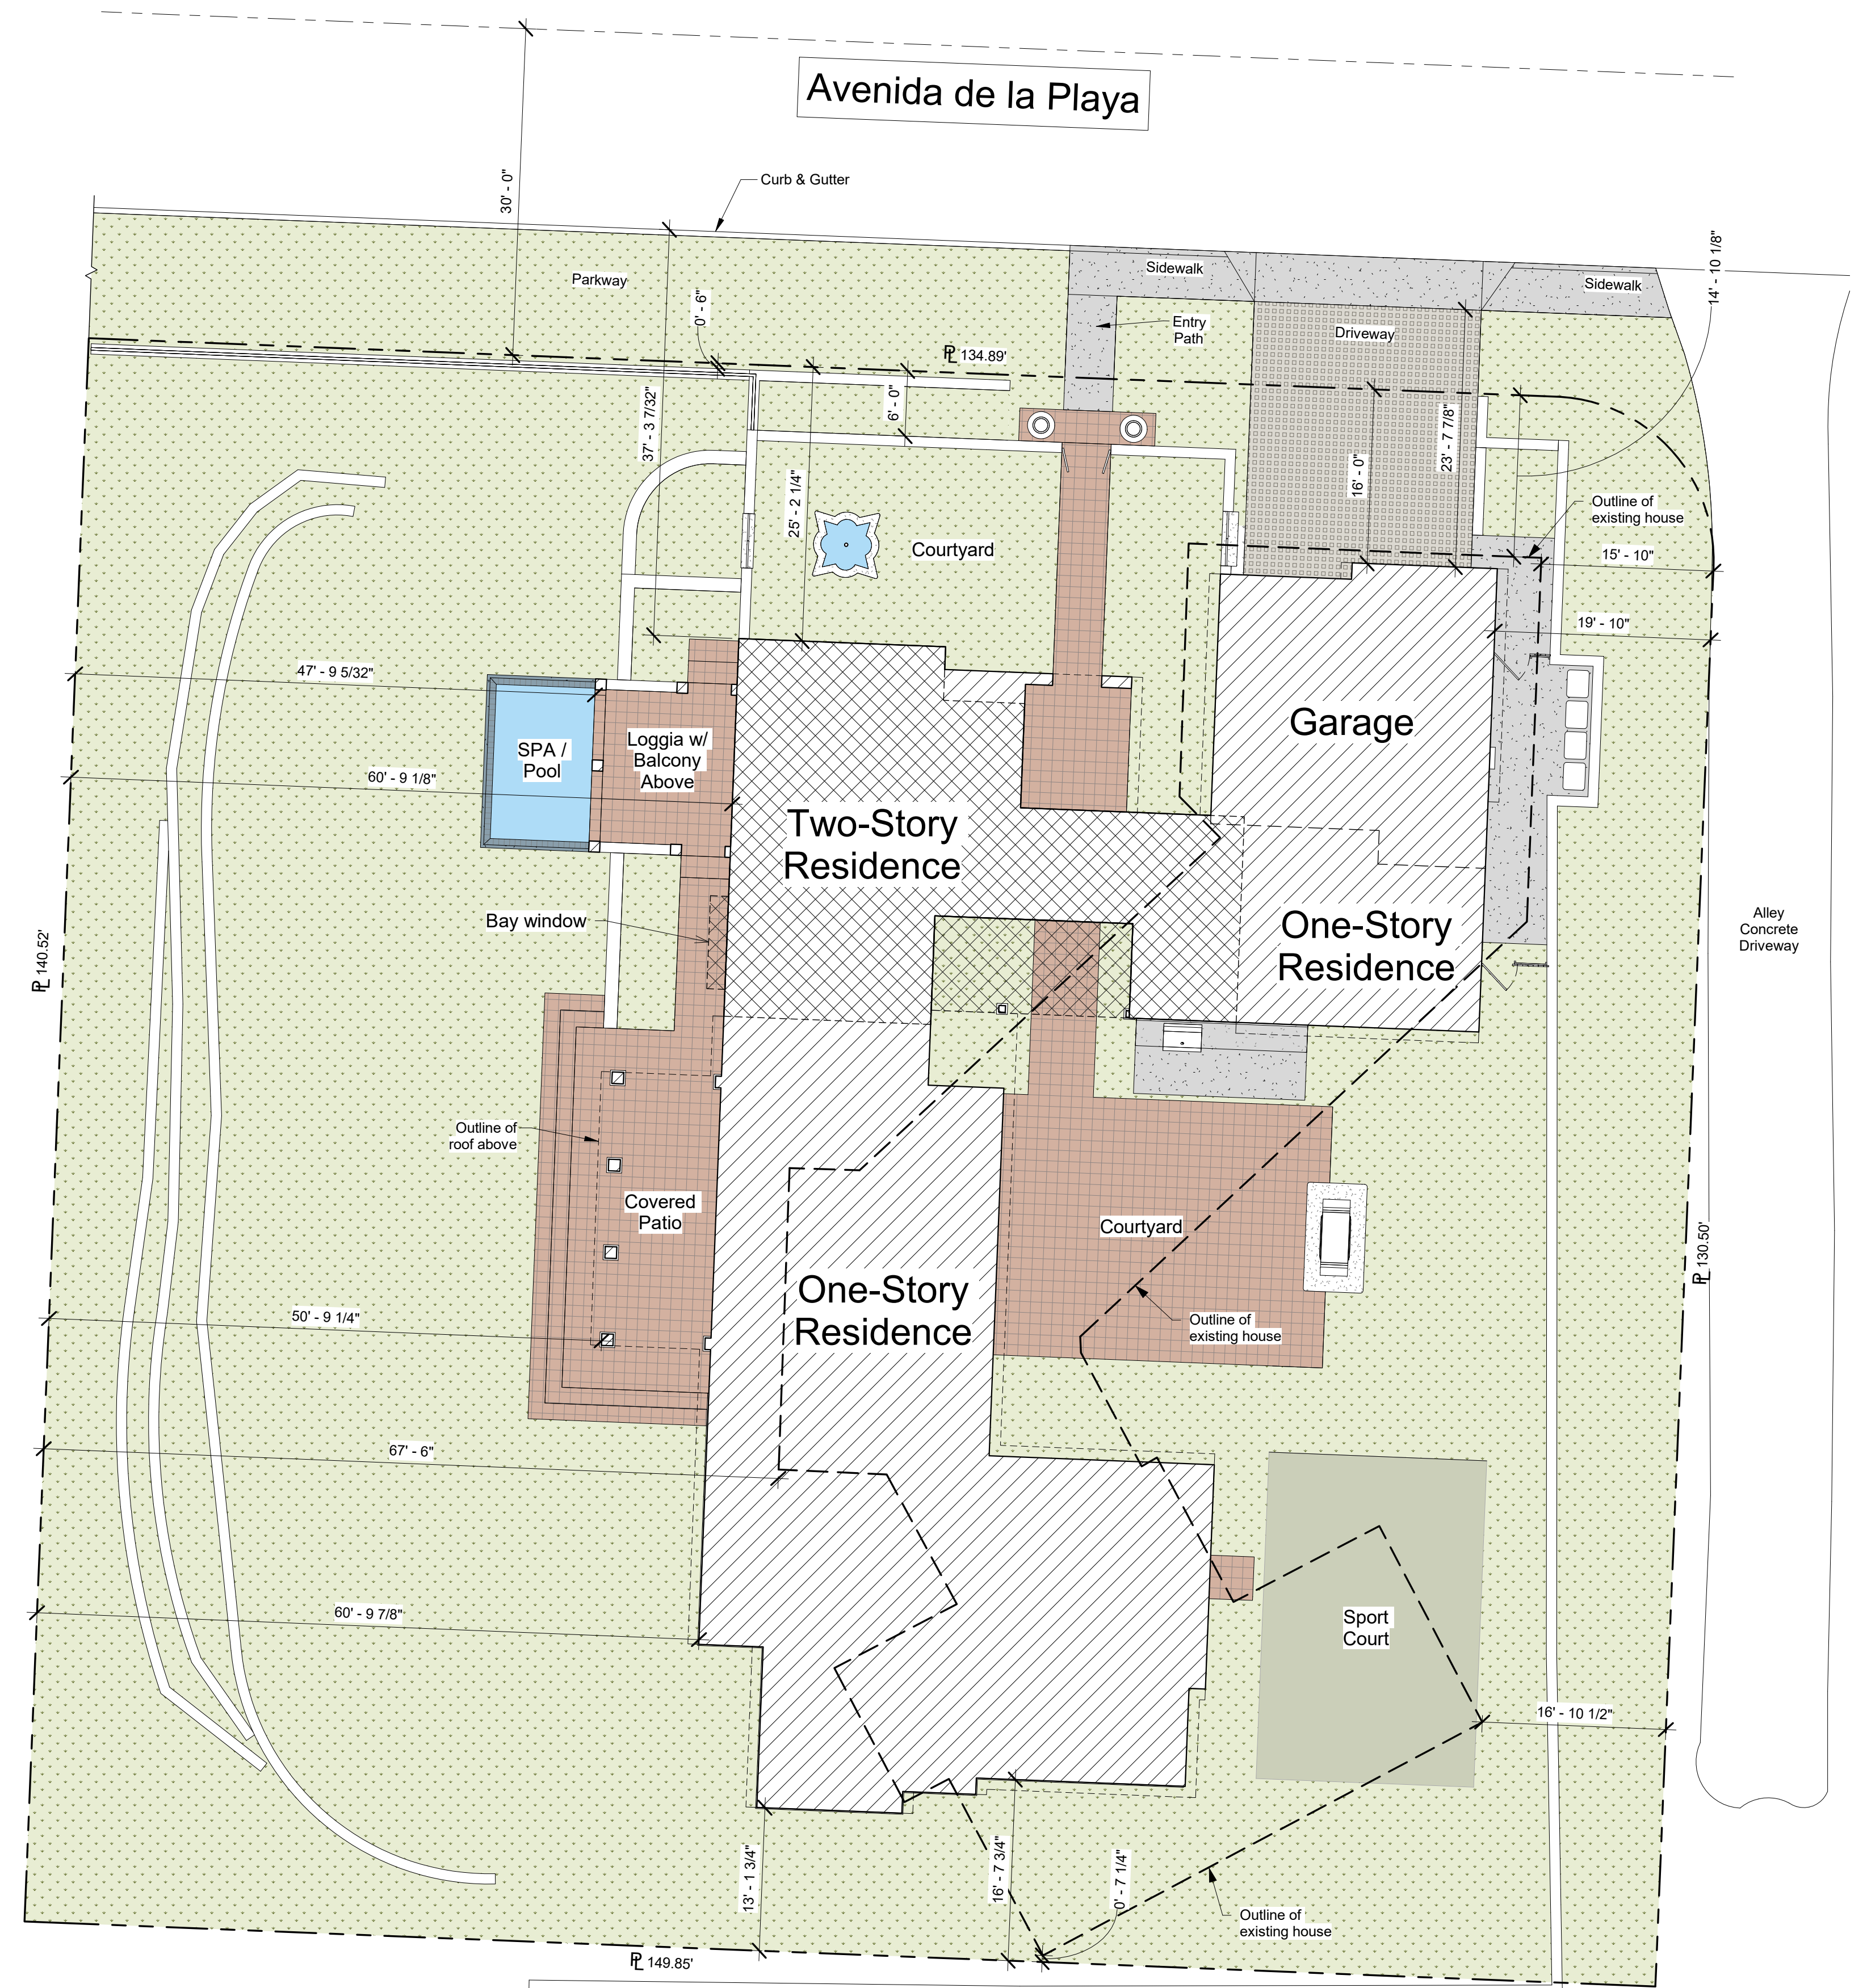 Avenida de la Playa
30' - 0"
Curb & Gutter
14' - 10 1/8"
Parkway
Sidewalk
Sidewalk
0' - 6"
Entry
Path
Driveway
PL 134.89'
37' - 3 7/32"
6' - 0"
23' - 7 7/8"
16' - 0"
25' - 2 1/4"
Outline of
existing house
Courtyard
15' - 10"
19' - 10"
47' - 9 5/32"
Garage
SPA /
Pool
Loggia w/
Balcony
Above
60' - 9 1/8"
Two-Story
Residence
Bay window
One-Story
Residence
Alley
Concrete
Driveway
PL 140.52'
Outline of
roof above
Covered
Patio
Courtyard
PL 130.50'
One-Story
Residence
50' - 9 1/4"
Outline of
existing house
67' - 6"
60' - 9 7/8"
Sport
Court
16' - 10 1/2"
13' - 1 3/4"
16' - 7 3/4"
0' - 7 1/4"
Outline of
existing house
PL 149.85'